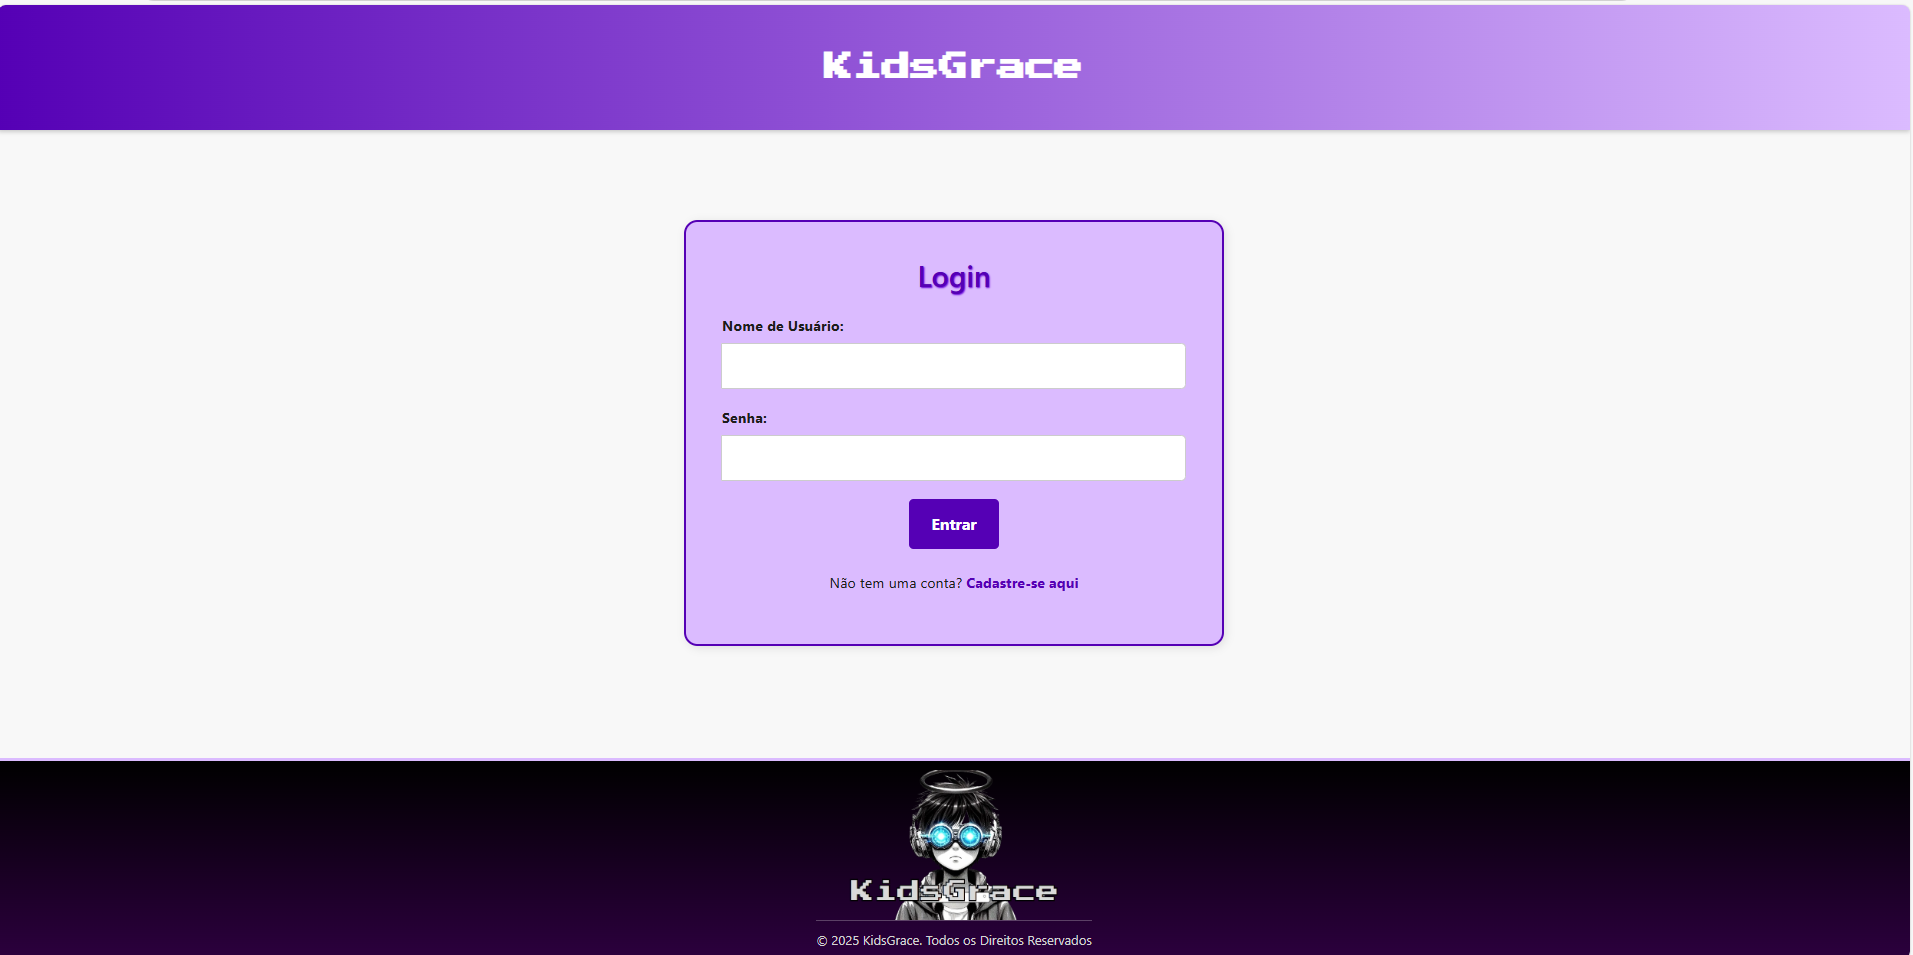 KidsGrace
Login
Nome de Usuário:
Senha:
Entrar
Não tem uma conta? Cadastre-se aqui
KidsGrace
© 2025 KidsGrace. Todos os Direitos Reservados